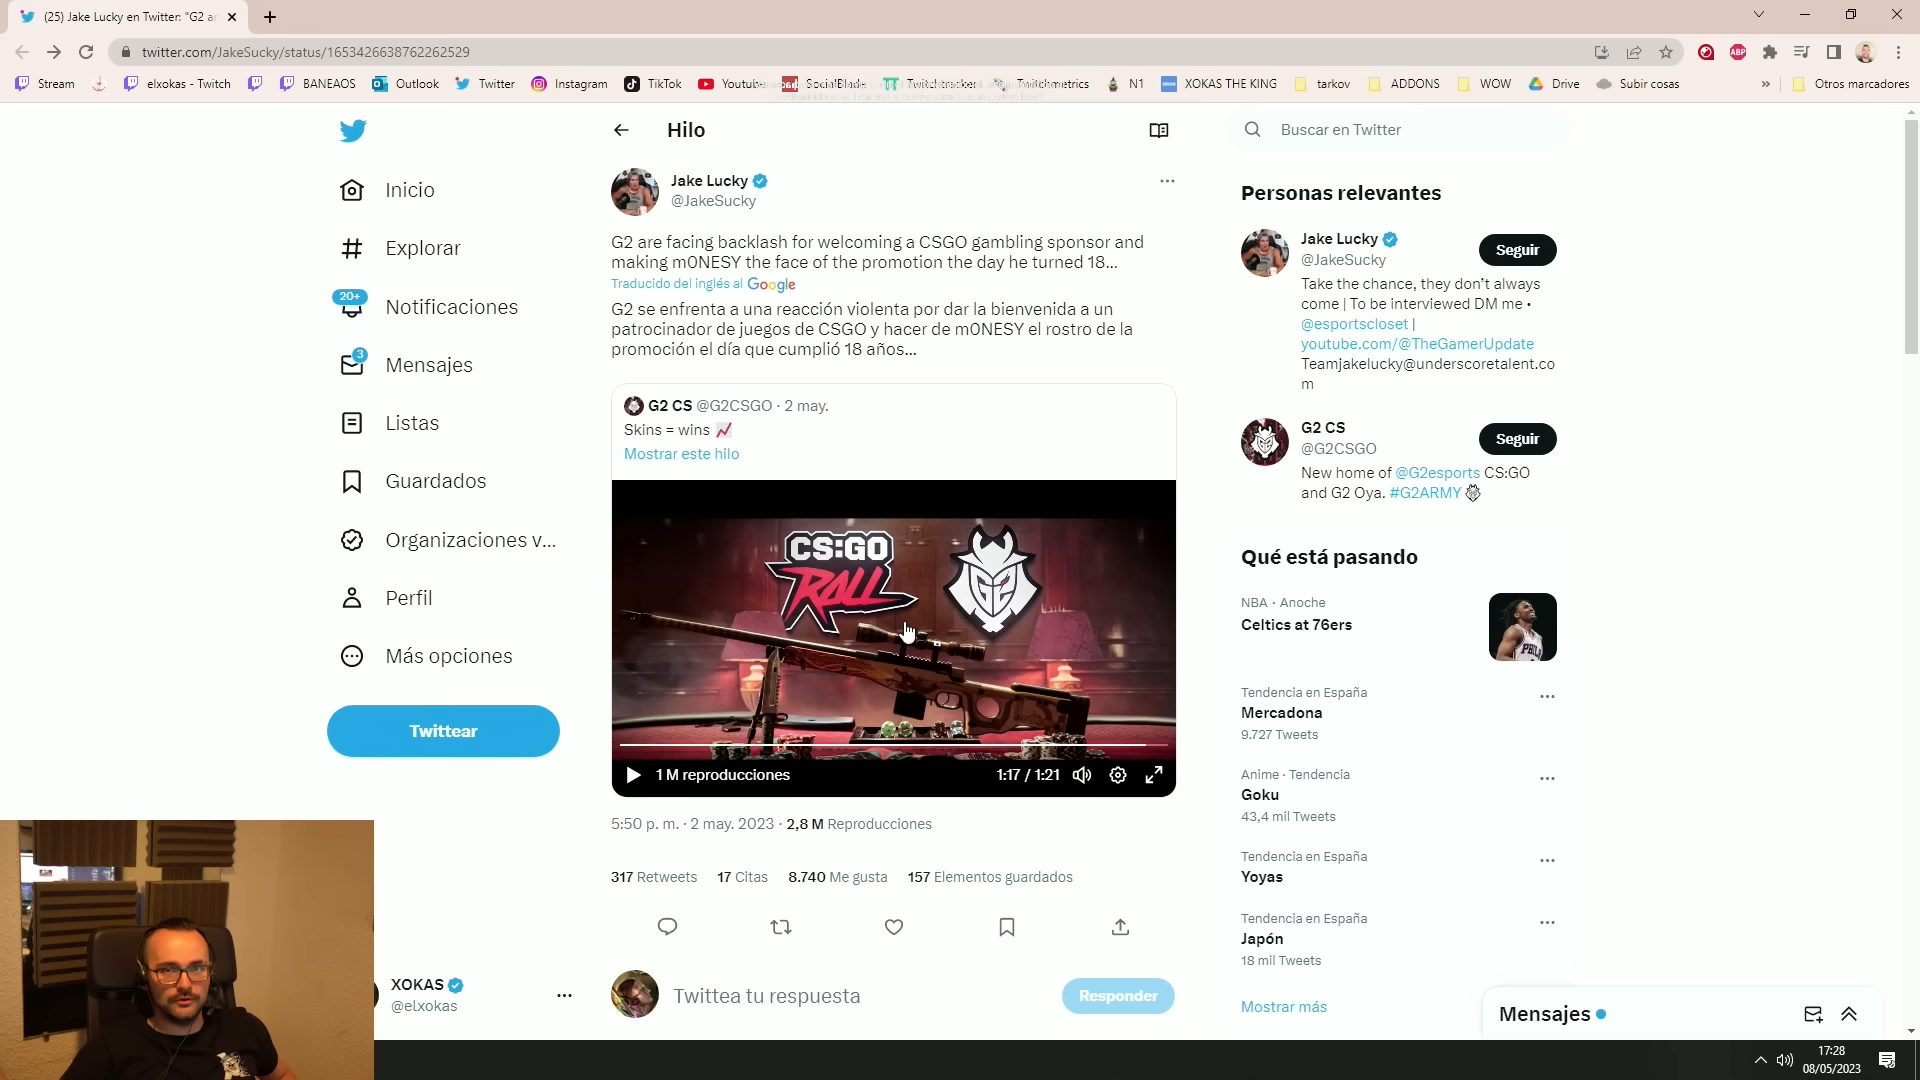 (25) Jake Lucky en Twitter: "G2 ar
twitter.com/JakeSucky/status/1653426638762262529
Stream
elxokas - Twitch
BANEAOS
Outlook
Twitter
Instagram
TikTok
Youtube
SocialBlade
Twitchtracker
Twitchmetrics
N1
XOKAS THE KING
tarkov
ADDONS
WOW
Drive
Subir cosas
»
Otros marcadores
ABP
Inicio
Explorar
20+
Notificaciones
3
Mensajes
Listas
Guardados
Organizaciones v...
Perfil
Más opciones
Twittear
XOKAS
@elxokas
Hilo
Jake Lucky
@JakeSucky
G2 are facing backlash for welcoming a CSGO gambling sponsor and
making m0NESY the face of the promotion the day he turned 18...
Traducido del inglés al Google
G2 se enfrenta a una reacción violenta por dar la bienvenida a un
patrocinador de juegos de CSGO y hacer de m0NESY el rostro de la
promoción el día que cumplió 18 años...
G2 CS @G2CSGO · 2 may.
Skins = wins
Mostrar este hilo
CS:GO
ROLL
1 M reproducciones
1:17 / 1:21
5:50 p. m. · 2 may. 2023 · 2,8 M Reproducciones
317 Retweets 17 Citas 8.740 Me gusta 157 Elementos guardados
Twittea tu respuesta
Responder
Buscar en Twitter
Personas relevantes
Jake Lucky
@JakeSucky
Seguir
Take the chance, they don't always
come | To be interviewed DM me •
@esportscloset |
youtube.com/@TheGamerUpdate
Teamjakelucky@underscoretalent.co
m
G2 CS
@G2CSGO
Seguir
New home of @G2esports CS:GO
and G2 Oya. #G2ARMY
Qué está pasando
NBA · Anoche
Celtics at 76ers
PHILA
Tendencia en España
Mercadona
9.727 Tweets
Anime · Tendencia
Goku
43,4 mil Tweets
Tendencia en España
Yoyas
Tendencia en España
Japón
18 mil Tweets
Mostrar más
Mensajes
17:28
08/05/2023